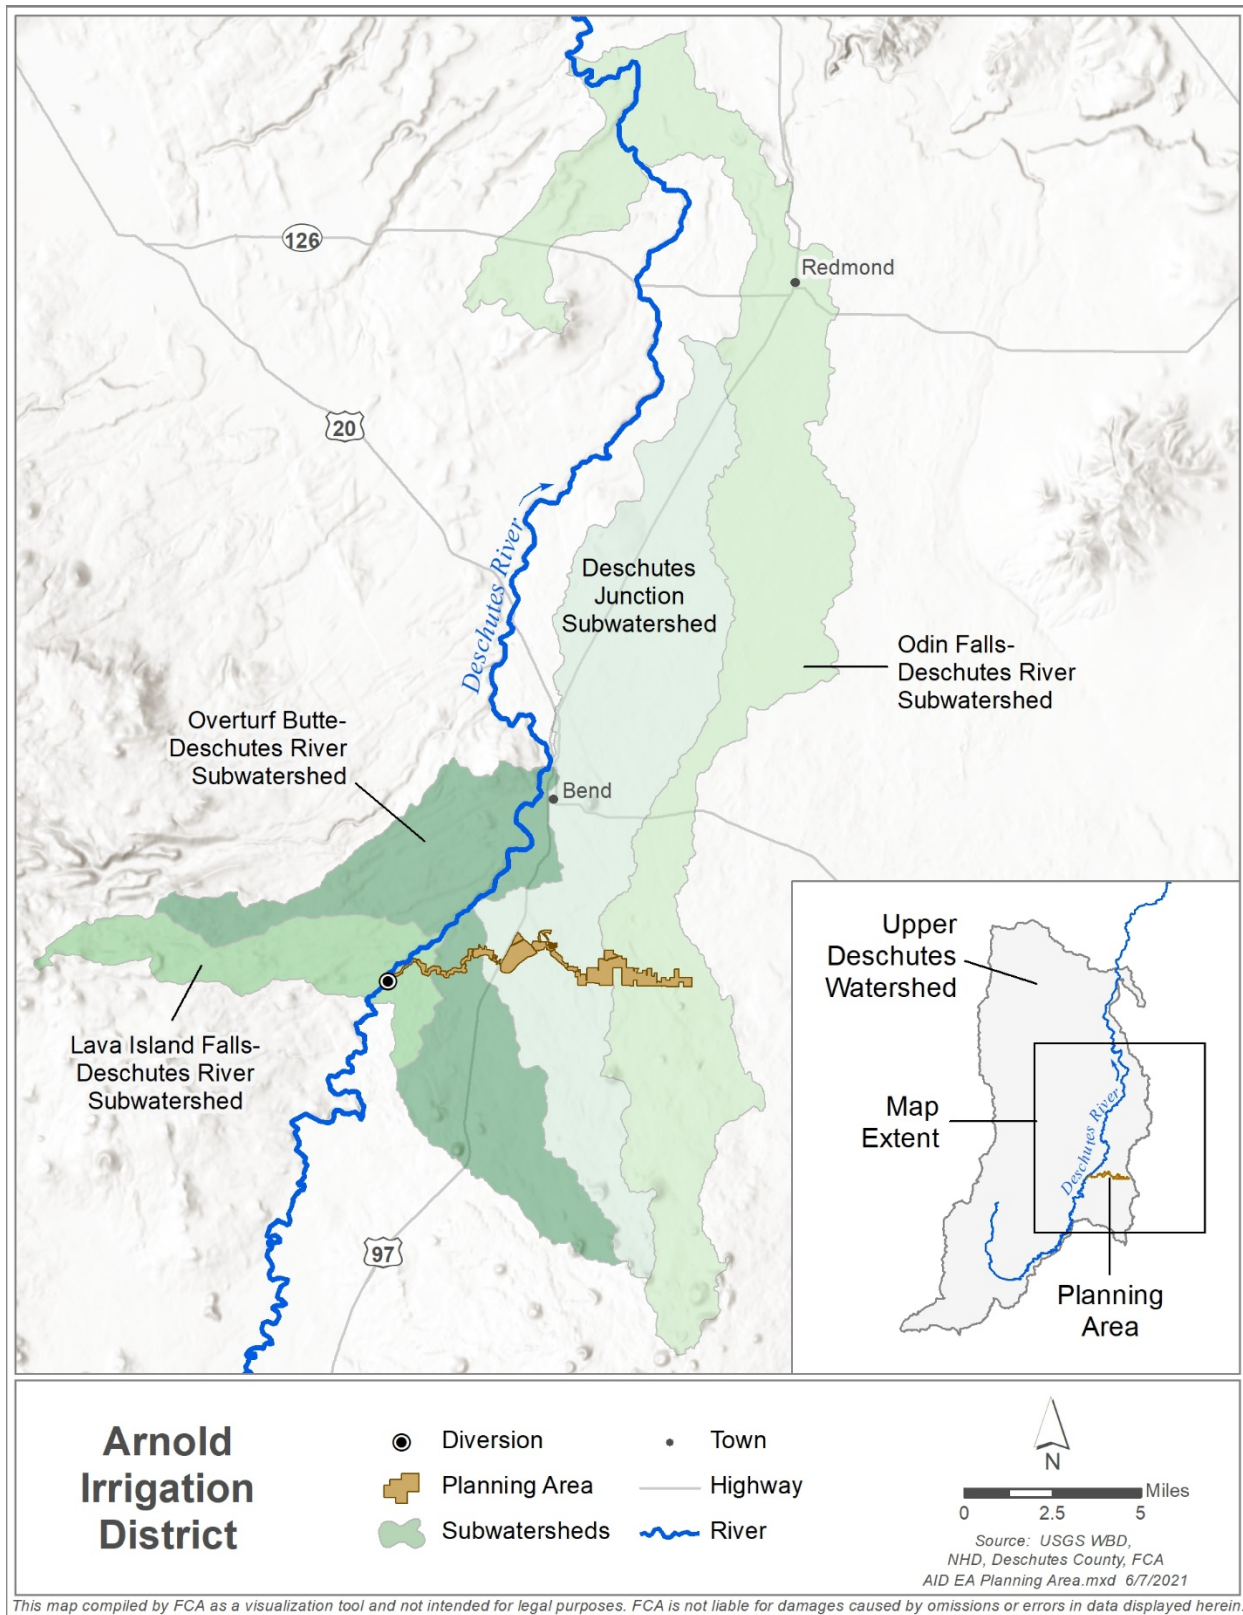 126
Redmond
20
Deschutes River
Deschutes
Junction
Subwatershed
Odin Falls-
Deschutes River
Subwatershed
Overturf Butte-
Deschutes River
Subwatershed
Bend
Lava Island Falls-
Deschutes River
Subwatershed
97
Upper
Deschutes
Watershed
Map
Extent
Deschutes River
Planning
Area
Arnold
Irrigation
District
Diversion
Planning Area
Subwatersheds
Town
Highway
River
N
Miles
0 2.5 5
Source: USGS WBD,
NHD, Deschutes County, FCA
AID EA Planning Area.mxd 6/7/2021
This map compiled by FCA as a visualization tool and not intended for legal purposes. FCA is not liable for damages caused by omissions or errors in data displayed herein.